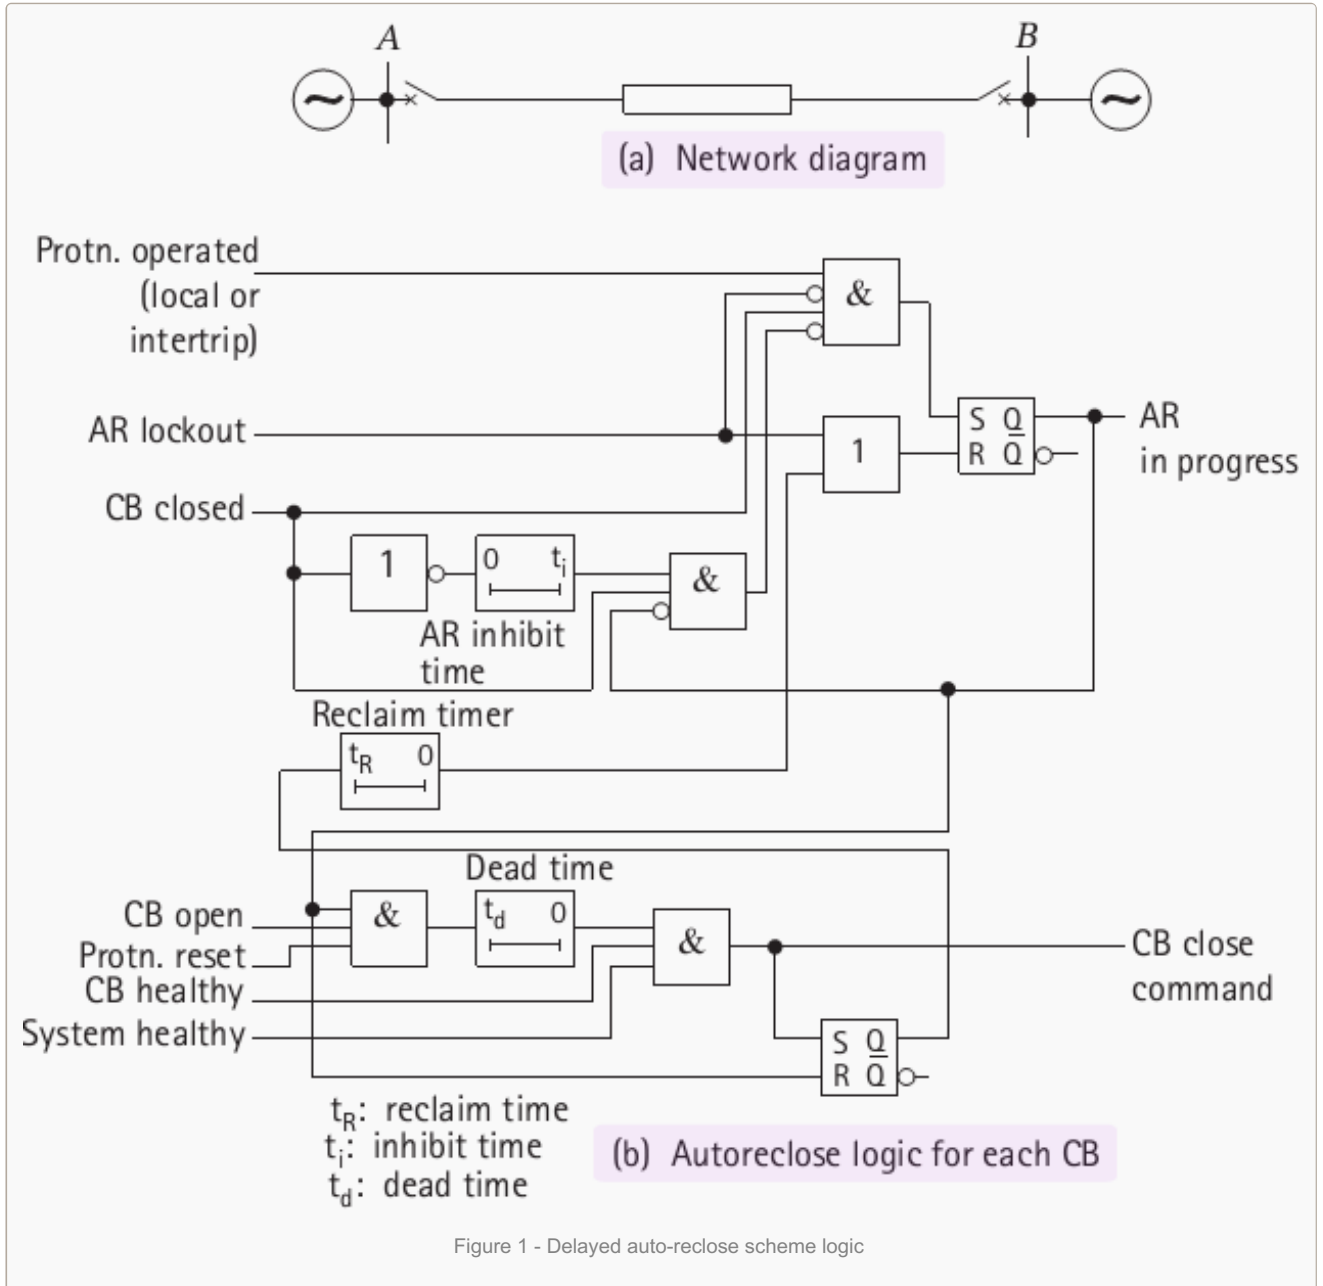 A
B
(a) Network diagram
Protn. operated
(local or
intertrip)
&
AR lockout
1
S Q
R Q
AR
in progress
CB closed
1
0 ti
&
AR inhibit
time
Reclaim timer
tR 0
Dead time
CB open
&
td 0
&
Protn. reset
CB healthy
System healthy
CB close
command
S Q
R Q
tR: reclaim time
ti: inhibit time
td: dead time
(b) Autoreclose logic for each CB
Figure 1 - Delayed auto-reclose scheme logic